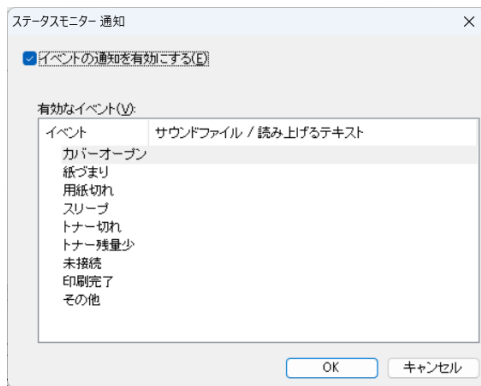 ステータスモニター 通知
イベントの通知を有効にする(E)
有効なイベント(V):
イベント サウンドファイル / 読み上げるテキスト
カバーオープン
紙づまり
用紙切れ
スリープ
トナー切れ
トナー残量少
未接続
印刷完了
その他
OK キャンセル